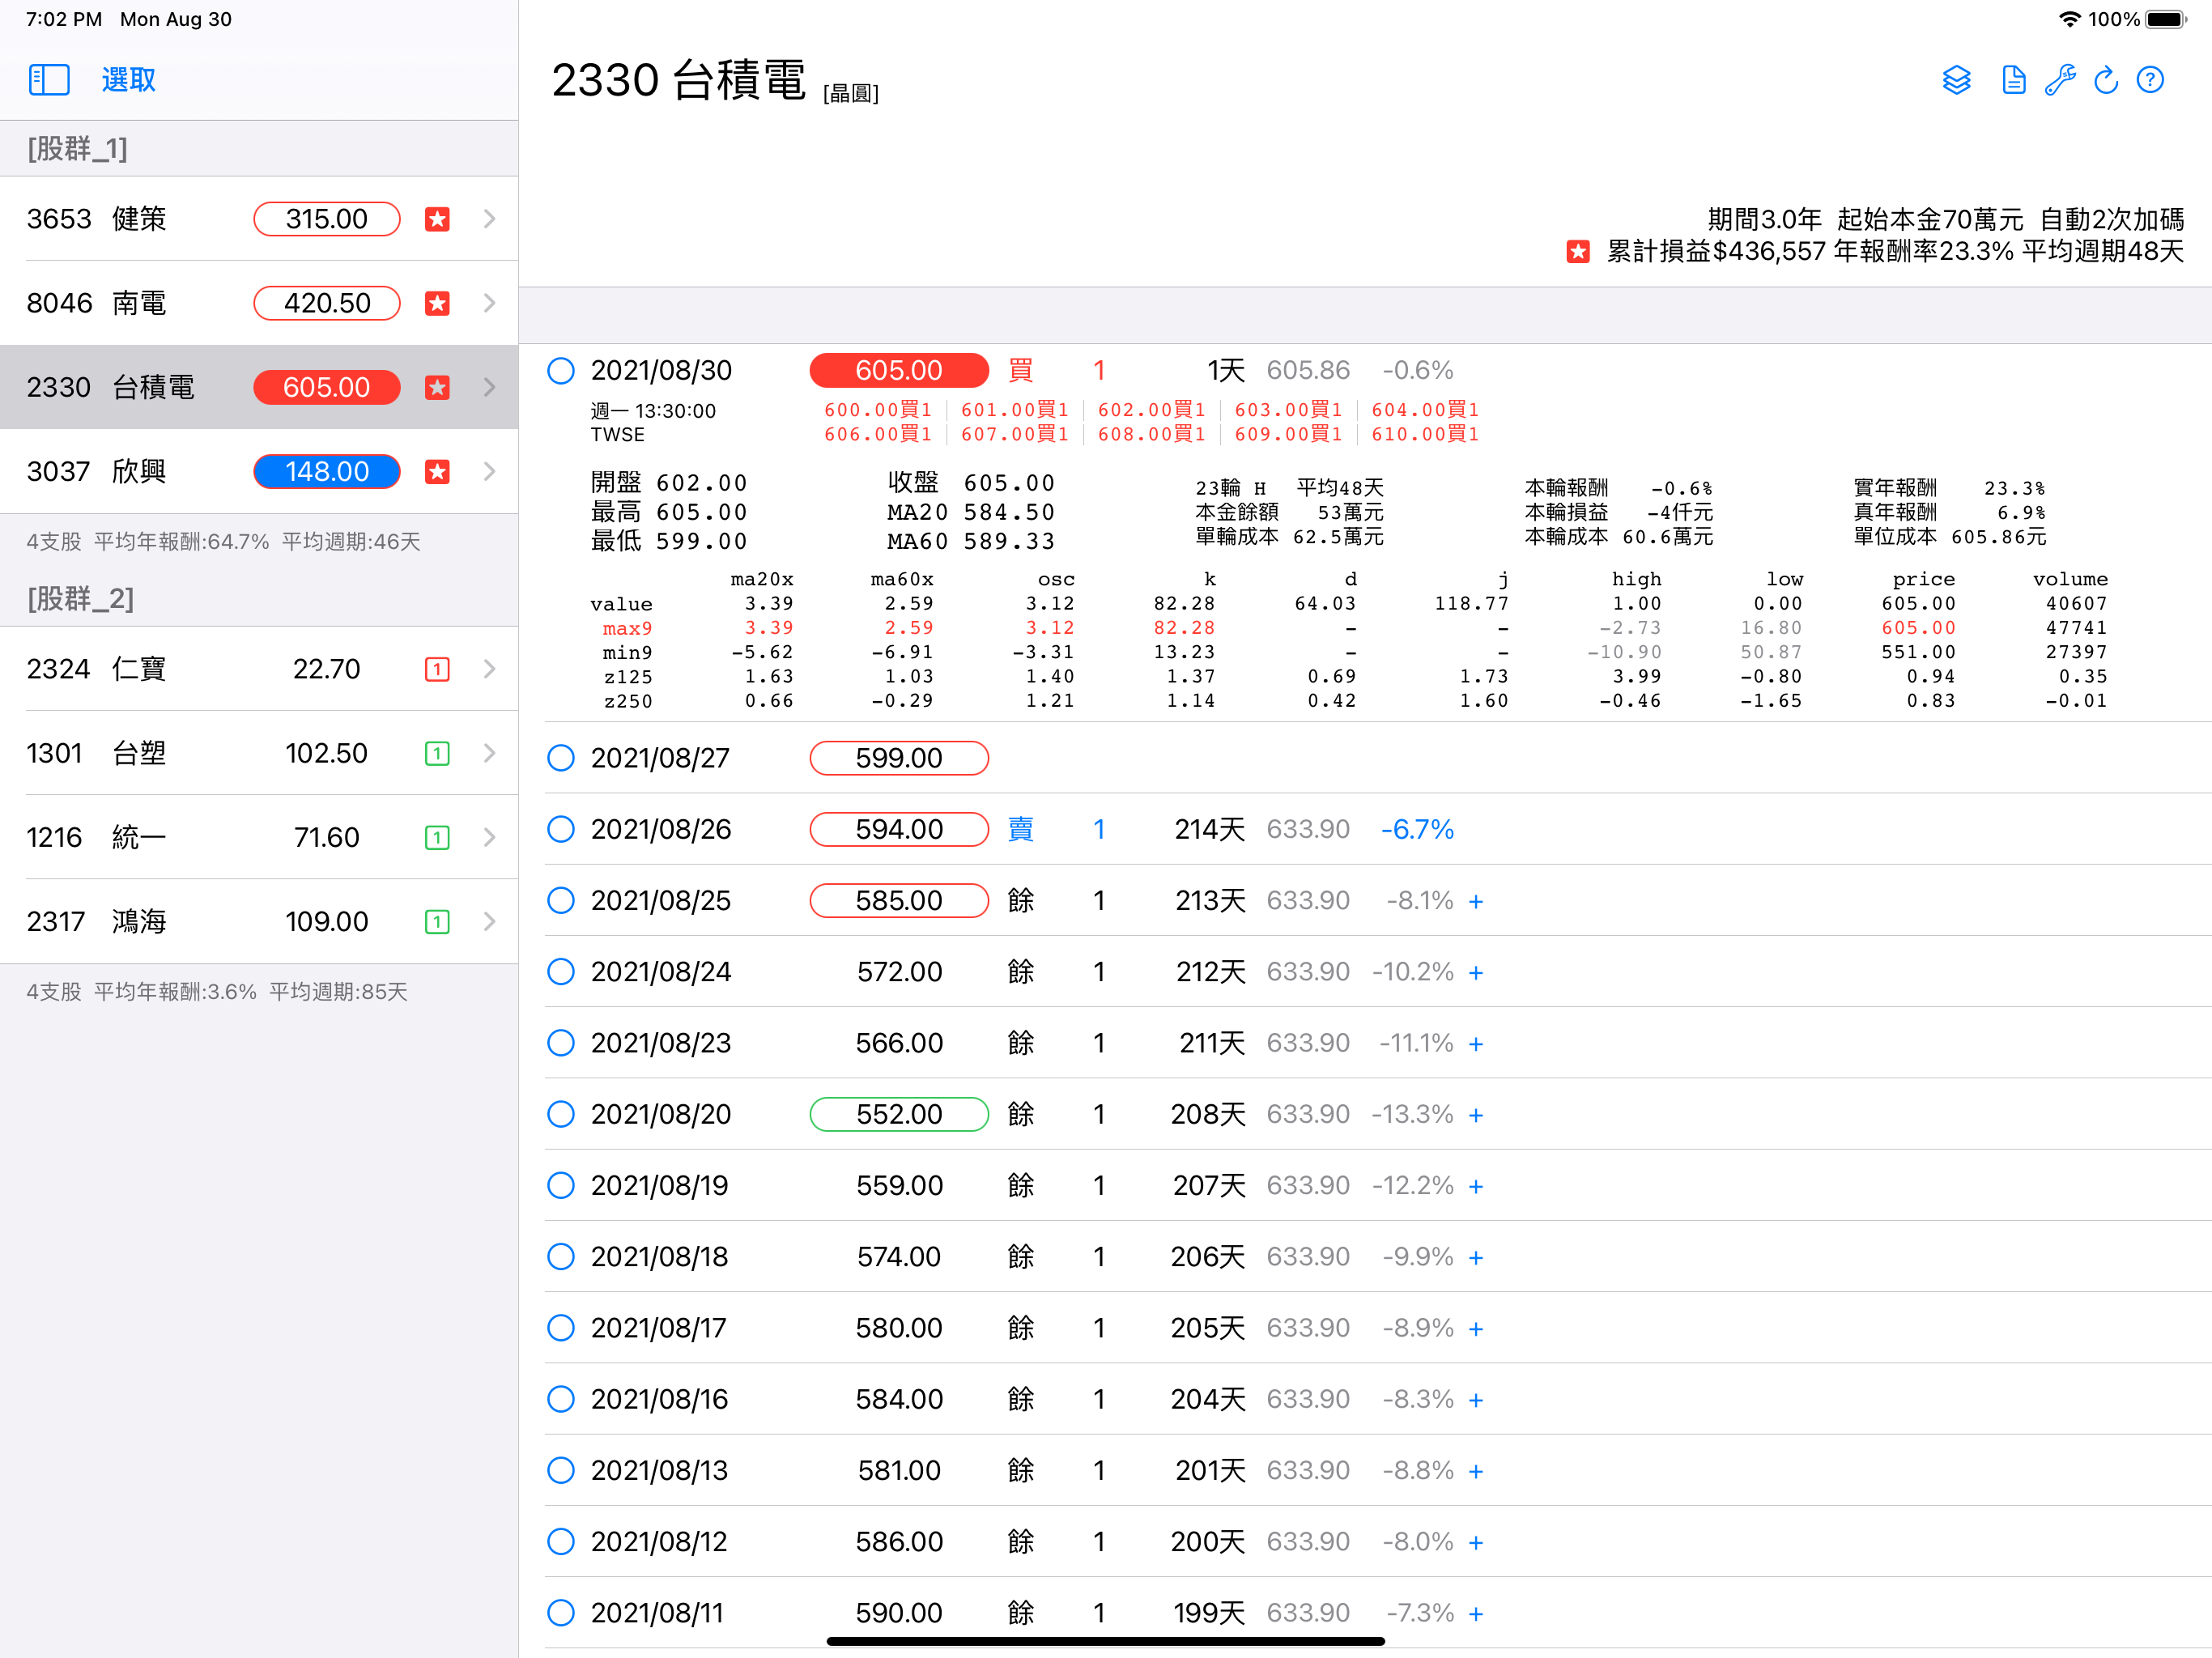 7:02 PM Mon Aug 30
100%
選取
[股群_1]
3653 健策 315.00
8046 南電 420.50
2330 台積電 605.00
3037 欣興 148.00
4支股 平均年報酬:64.7% 平均週期:46天
[股群_2]
2324 仁寶 22.70 1
1301 台塑 102.50 1
1216 統一 71.60 1
2317 鴻海 109.00 1
4支股 平均年報酬:3.6% 平均週期:85天
2330 台積電 [晶圓]
期間3.0年 起始本金70萬元 自動2次加碼
累計損益$436,557 年報酬率23.3% 平均週期48天
2021/08/30 605.00 買 1 1天 605.86 -0.6%
週一 13:30:00 600.00買1 601.00買1 602.00買1 603.00買1 604.00買1
TWSE 606.00買1 607.00買1 608.00買1 609.00買1 610.00買1
開盤 602.00 收盤 605.00 23輪 H 平均48天 本輪報酬 -0.6% 實年報酬 23.3%
最高 605.00 MA20 584.50 本金餘額 53萬元 本輪損益 -4仟元 真年報酬 6.9%
最低 599.00 MA60 589.33 單輪成本 62.5萬元 本輪成本 60.6萬元 單位成本 605.86元
ma20x ma60x osc k d j high low price volume
value 3.39 2.59 3.12 82.28 64.03 118.77 1.00 0.00 605.00 40607
max9 3.39 2.59 3.12 82.28 - - -2.73 16.80 605.00 47741
min9 -5.62 -6.91 -3.31 13.23 - - -10.90 50.87 551.00 27397
z125 1.63 1.03 1.40 1.37 0.69 1.73 3.99 -0.80 0.94 0.35
z250 0.66 -0.29 1.21 1.14 0.42 1.60 -0.46 -1.65 0.83 -0.01
2021/08/27 599.00
2021/08/26 594.00 賣 1 214天 633.90 -6.7%
2021/08/25 585.00 餘 1 213天 633.90 -8.1% +
2021/08/24 572.00 餘 1 212天 633.90 -10.2% +
2021/08/23 566.00 餘 1 211天 633.90 -11.1% +
2021/08/20 552.00 餘 1 208天 633.90 -13.3% +
2021/08/19 559.00 餘 1 207天 633.90 -12.2% +
2021/08/18 574.00 餘 1 206天 633.90 -9.9% +
2021/08/17 580.00 餘 1 205天 633.90 -8.9% +
2021/08/16 584.00 餘 1 204天 633.90 -8.3% +
2021/08/13 581.00 餘 1 201天 633.90 -8.8% +
2021/08/12 586.00 餘 1 200天 633.90 -8.0% +
2021/08/11 590.00 餘 1 199天 633.90 -7.3% +